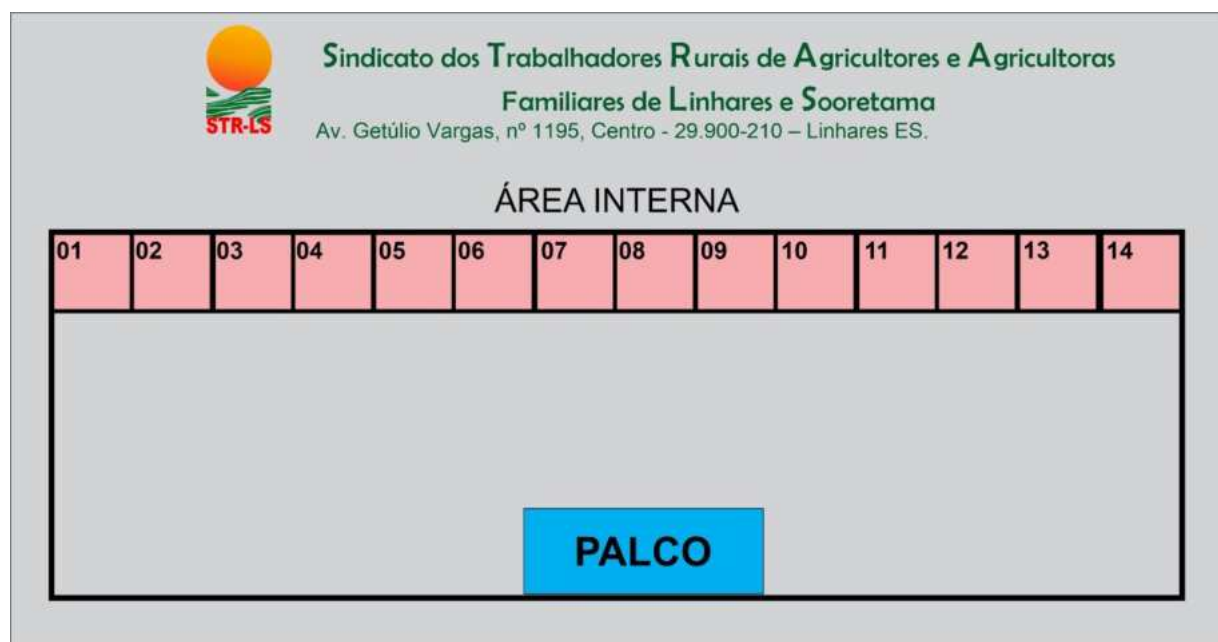 Sindicato dos Trabalhadores Rurais de Agricultores e Agricultoras
Familiares de Linhares e Sooretama
STR-LS
Av. Getúlio Vargas, nº 1195, Centro - 29.900-210 – Linhares ES.
ÁREA INTERNA
01 02 03 04 05 06 07 08 09 10 11 12 13 14
PALCO